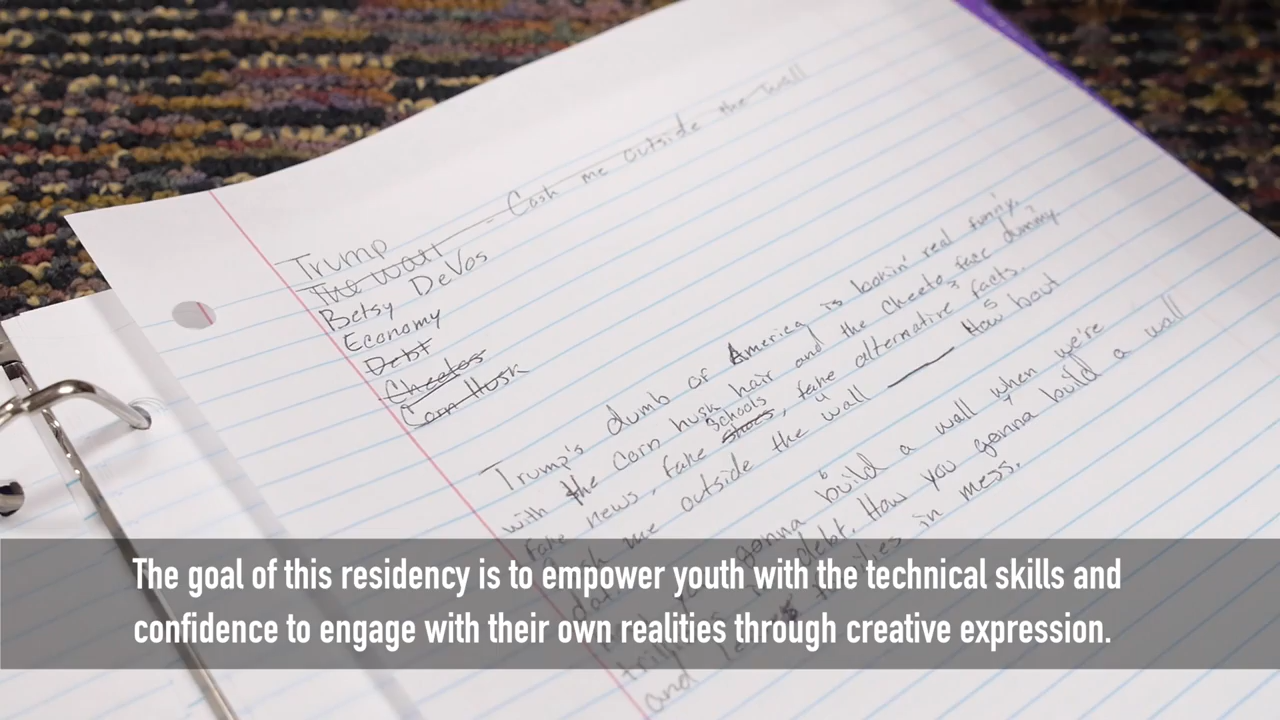 Trump
The wall - Cash me outside the wall
Betsy DeVos
Economy
Debt
Cheetos
Corn Husk
Trump's dumb of America is lookin' real funny.
with the corn husk hair and the Cheeto face dummy.
Fake news, fake schools, fake alternative facts.
me outside the wall How bout
gonna build a wall when we're
debt. How you gonna build a wall
and families in mess.
The goal of this residency is to empower youth with the technical skills and
confidence to engage with their own realities through creative expression.